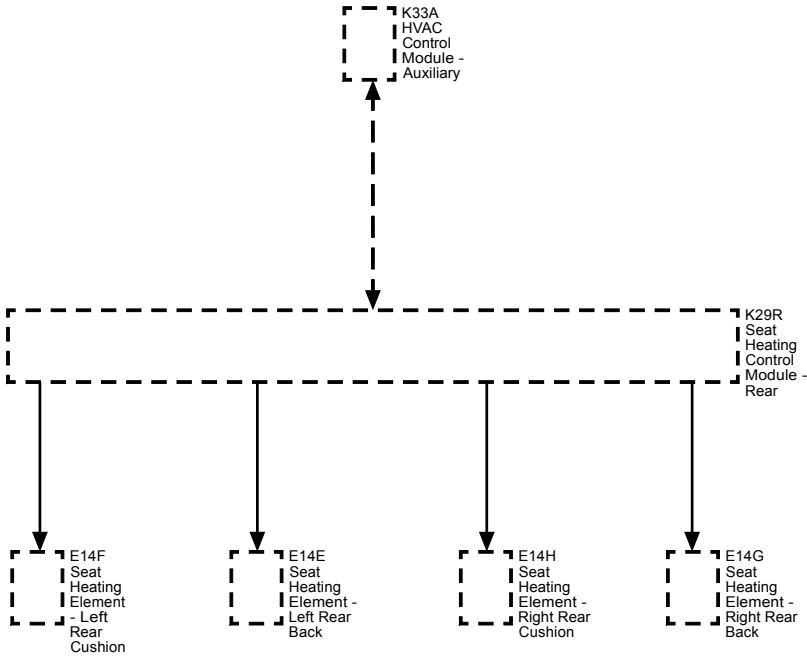 K33A
HVAC
Control
Module -
Auxiliary
K29R
Seat
Heating
Control
Module -
Rear
E14F
Seat
Heating
Element
- Left
Rear
Cushion
E14E
Seat
Heating
Element -
Left Rear
Back
E14H
Seat
Heating
Element -
Right Rear
Cushion
E14G
Seat
Heating
Element -
Right Rear
Back